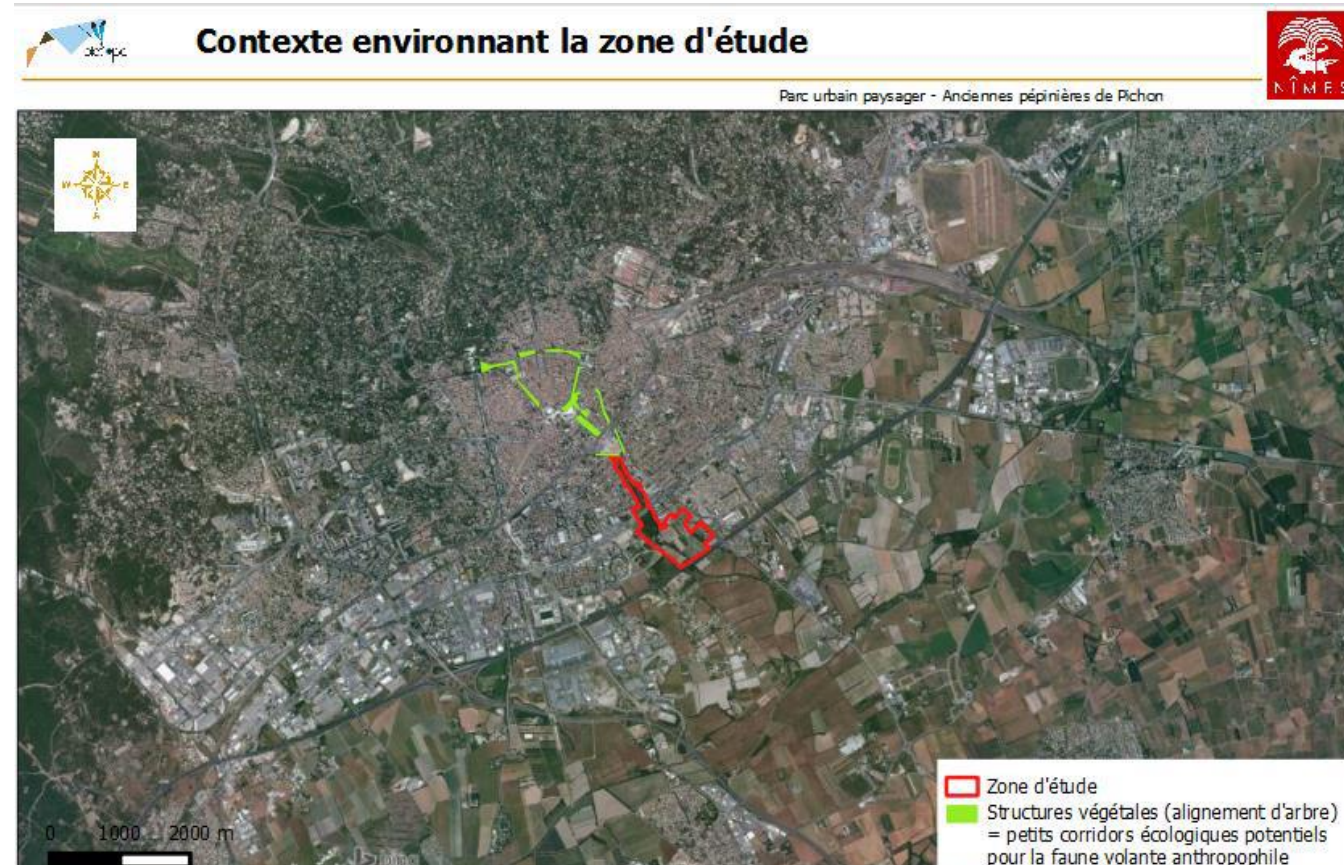 Contexte environnant la zone d'étude
NÎMES
Parc urbain paysager - Anciennes pépinières de Pichon
N
W E
0 1000 2000 m
Zone d'étude
Structures végétales (alignement d'arbre)
= petits corridors écologiques potentiels
pour la faune volante anthropophile